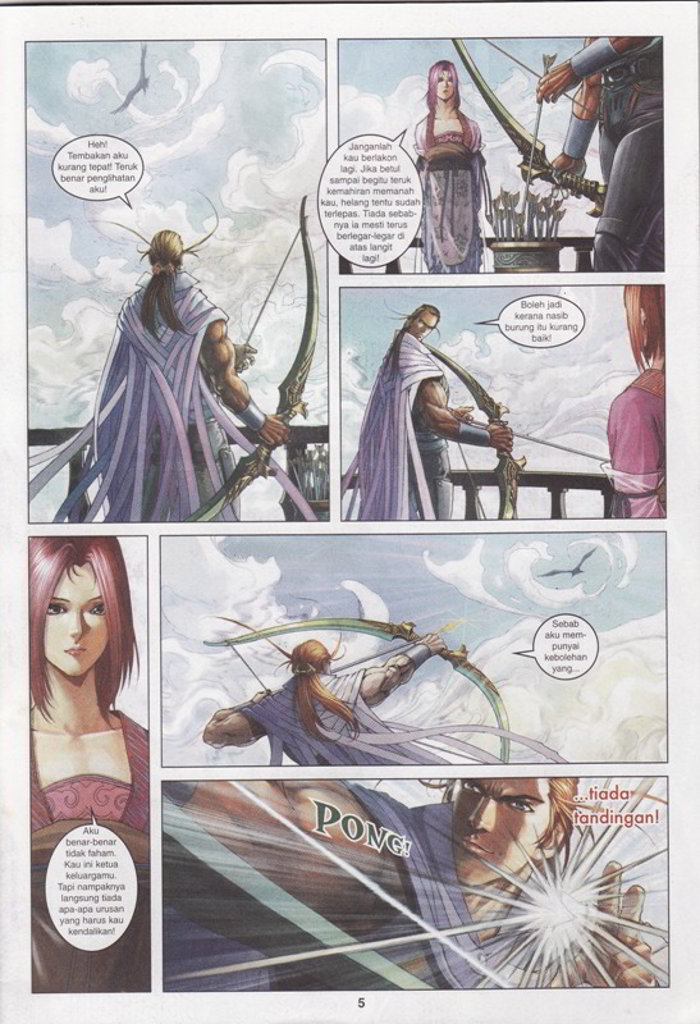 Heh!
Tembakan aku
kurang tepat! Teruk
benar penglihatan
aku!
Janganlah
kau berlakon
lagi. Jika betul
sampai begitu teruk
kemahiran memanah
kau, helang tentu sudah
terlepas. Tiada sebab-
nya ia mesti terus
berlegar-legar di
atas langit
lagi!
Boleh jadi
kerana nasib
burung itu kurang
baik!
Aku
benar-benar
tidak faham.
Kau ini ketua
keluargamu.
Tapi nampaknya
langsung tiada
apa-apa urusan
yang harus kau
kendalikan!
Sebab
aku mem-
punyai
kebolehan
yang...
...tiada
tandingan!
PONG!
5